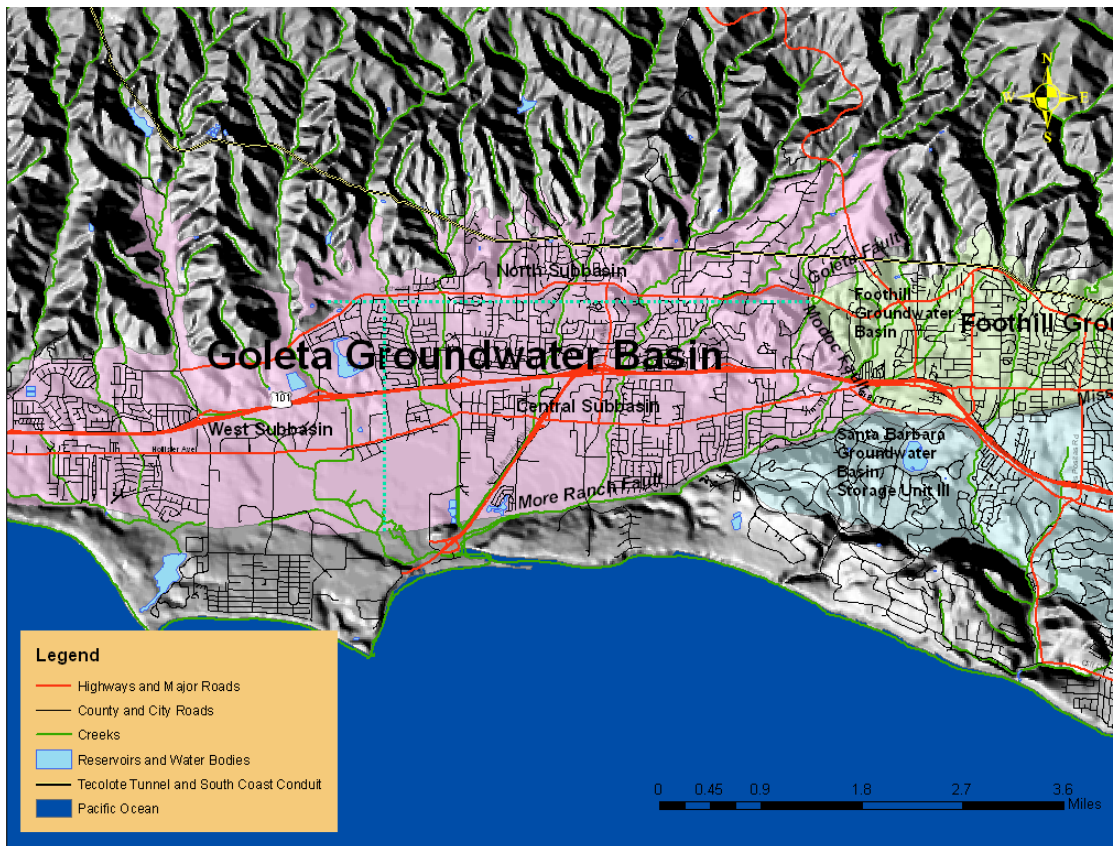 N
W E
S
North Subbasin
Goleta Fault
Foothill
Groundwater
Basin
Foothill Grou
Modoc Fault
Goleta Groundwater Basin
101
Miss
Central Subbasin
West Subbasin
Hollister Ave
Santa Barbara
Groundwater
Basin,
Storage Unit III
More Ranch Fault
Legend
Highways and Major Roads
County and City Roads
Creeks
Reservoirs and Water Bodies
Tecolote Tunnel and South Coast Conduit
Pacific Ocean
0 0.45 0.9 1.8 2.7 3.6
Miles